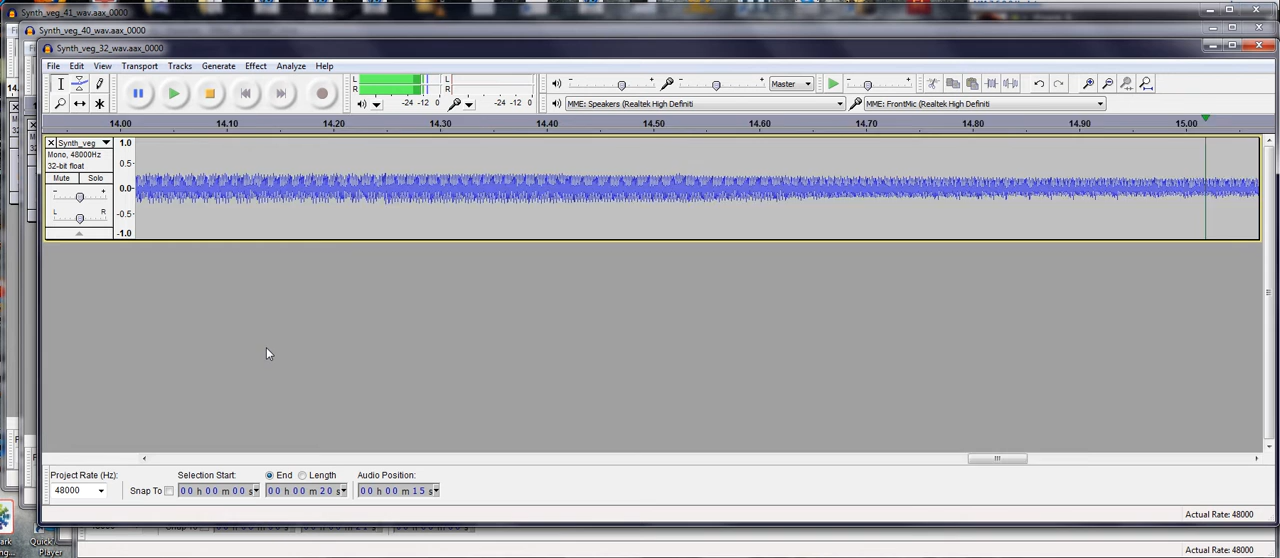 Synth_veg_41_wav.aax_0000
Synth_veg_40_wav.aax_0000
Synth_veg_32_wav.aax_0000
File Edit View Transport Tracks Generate Effect Analyze Help
L L
R R
-24 -12 0 -24 -12 0
Master
MME: Speakers (Realtek High Definiti
MME: FrontMic (Realtek High Definiti
14.00 14.10 14.20 14.30 14.40 14.50 14.60 14.70 14.80 14.90 15.00
Synth_veg
Mono, 48000Hz
32-bit float
Mute Solo
- +
L R
1.0
0.5
0.0
-0.5
-1.0
Project Rate (Hz): Selection Start: End Length Audio Position:
48000 Snap To 00 h 00 m 00 s 00 h 00 m 20 s 00 h 00 m 15 s
Actual Rate: 48000
Quick
Player
Actual Rate: 48000